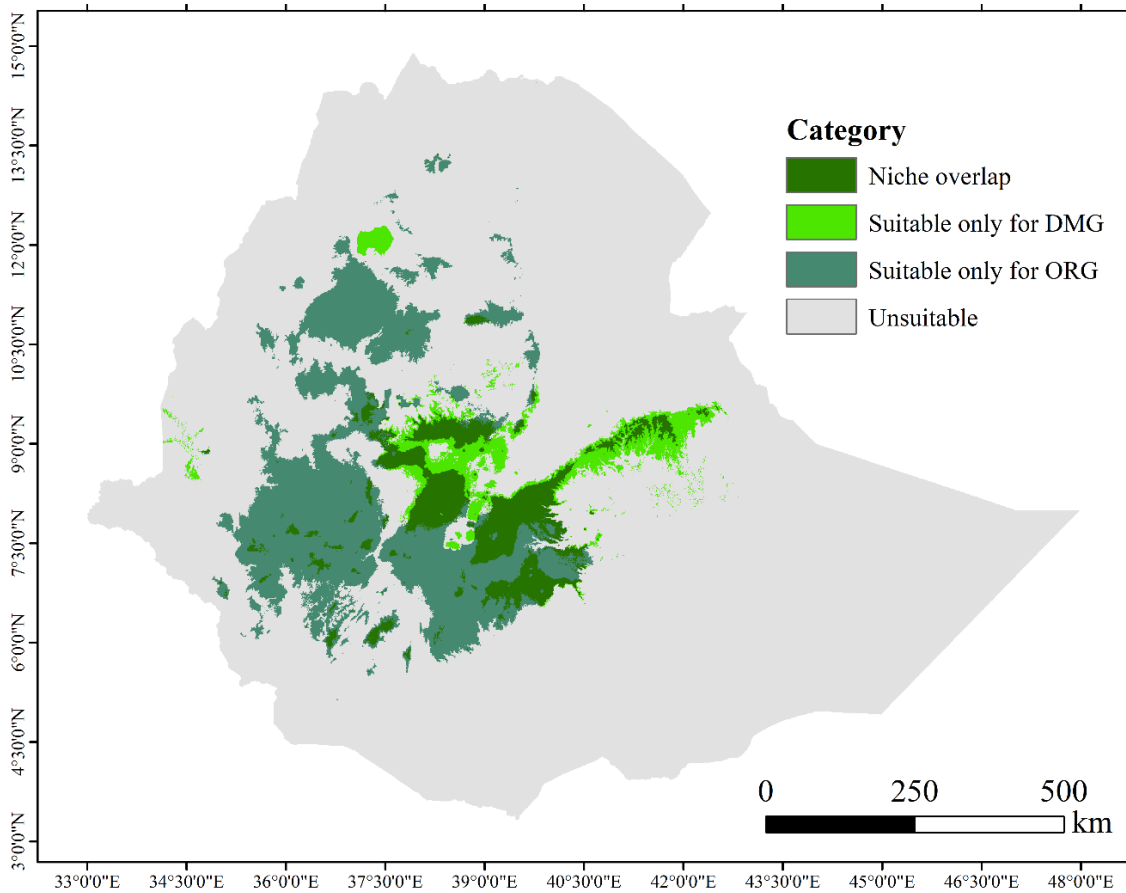 15°0'0"N
13°30'0"N
12°0'0"N
10°30'0"N
9°0'0"N
7°30'0"N
6°0'0"N
4°30'0"N
3°0'0"N
Category
Niche overlap
Suitable only for DMG
Suitable only for ORG
Unsuitable
0 250 500
km
33°0'0"E 34°30'0"E 36°0'0"E 37°30'0"E 39°0'0"E 40°30'0"E 42°0'0"E 43°30'0"E 45°0'0"E 46°30'0"E 48°0'0"E